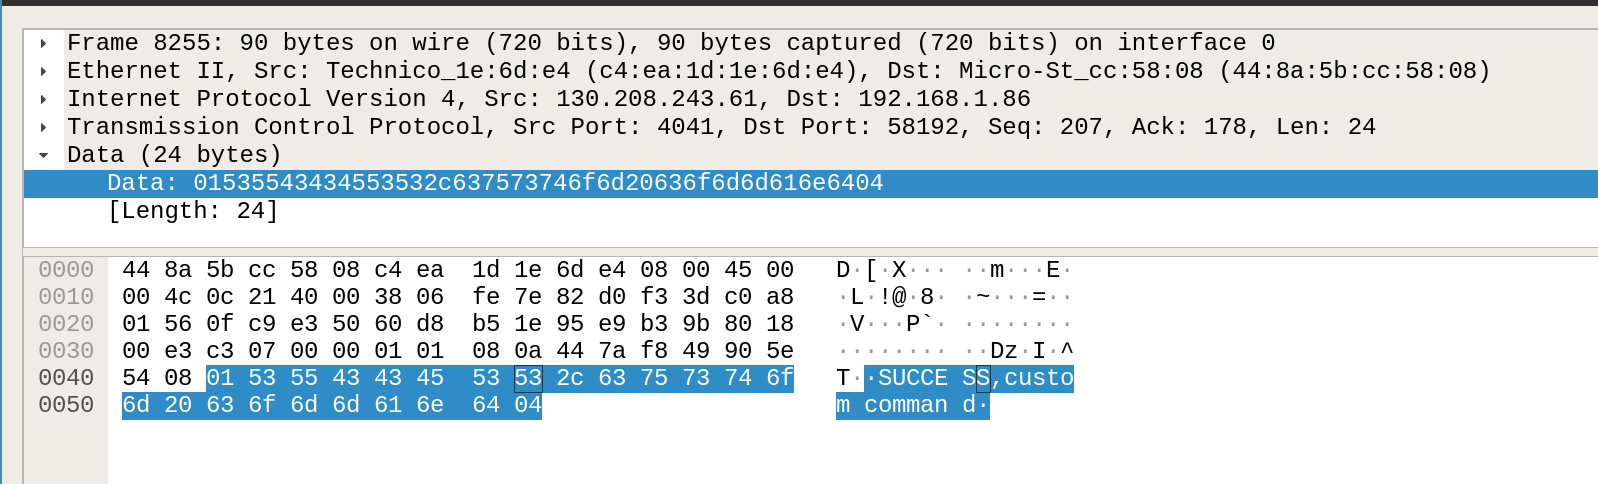 Frame 8255: 90 bytes on wire (720 bits), 90 bytes captured (720 bits) on interface 0
Ethernet II, Src: Technico_1e:6d:e4 (c4:ea:1d:1e:6d:e4), Dst: Micro-St_cc:58:08 (44:8a:5b:cc:58:08)
Internet Protocol Version 4, Src: 130.208.243.61, Dst: 192.168.1.86
Transmission Control Protocol, Src Port: 4041, Dst Port: 58192, Seq: 207, Ack: 178, Len: 24
Data (24 bytes)
Data: 01535543434553532c637573746f6d20636f6d6d616e6404
[Length: 24]
0000 44 8a 5b cc 58 08 c4 ea 1d 1e 6d e4 08 00 45 00 D·[·X··· ··m···E·
0010 00 4c 0c 21 40 00 38 06 fe 7e 82 d0 f3 3d c0 a8 ·L·!@·8· ·~···=··
0020 01 56 0f c9 e3 50 60 d8 b5 1e 95 e9 b3 9b 80 18 ·V···P`· ········
0030 00 e3 c3 07 00 00 01 01 08 0a 44 7a f8 49 90 5e ········ ··Dz·I·^
0040 54 08 01 53 55 43 43 45 53 53 2c 63 75 73 74 6f T··SUCCE SS,custo
0050 6d 20 63 6f 6d 6d 61 6e 64 04 m comman d·